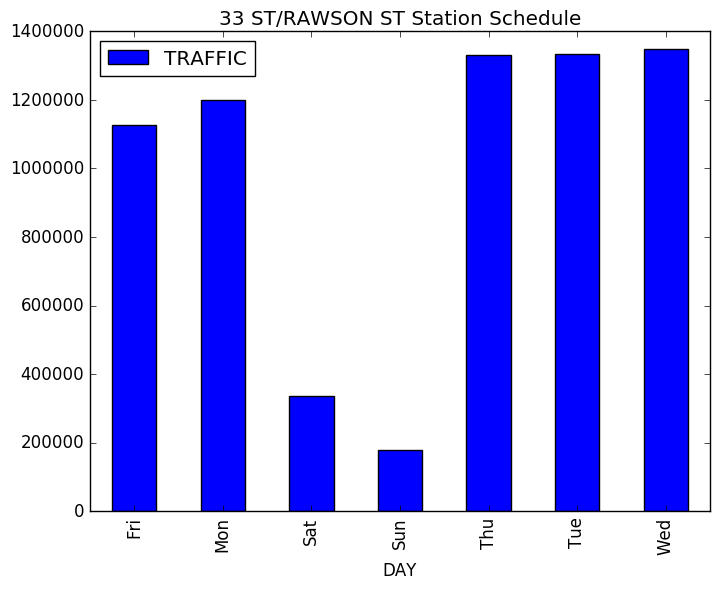 33 ST/RAWSON ST Station Schedule
TRAFFIC
1400000
1200000
1000000
800000
600000
400000
200000
0
Fri
Mon
Sat
Sun
Thu
Tue
Wed
DAY